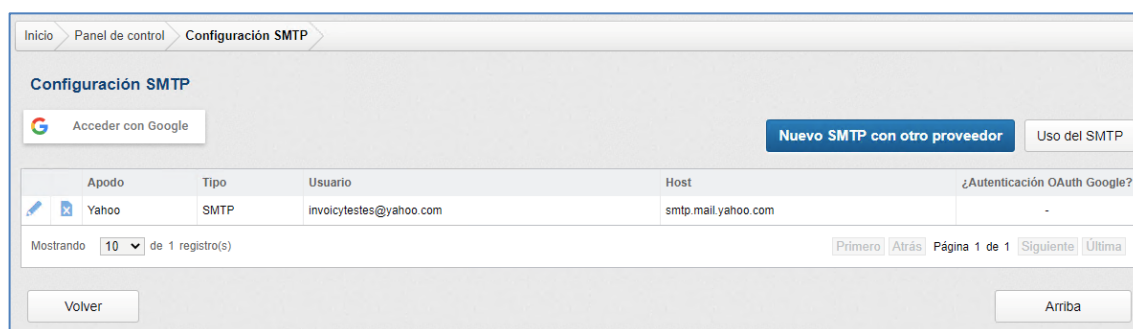 Inicio Panel de control Configuración SMTP
Configuración SMTP
Acceder con Google
Nuevo SMTP con otro proveedor Uso del SMTP
Apodo Tipo Usuario Host ¿Autenticación OAuth Google?
Yahoo SMTP invoicytestes@yahoo.com smtp.mail.yahoo.com -
Mostrando 10 de 1 registro(s) Primero Atrás Página 1 de 1 Siguiente Última
Volver Arriba